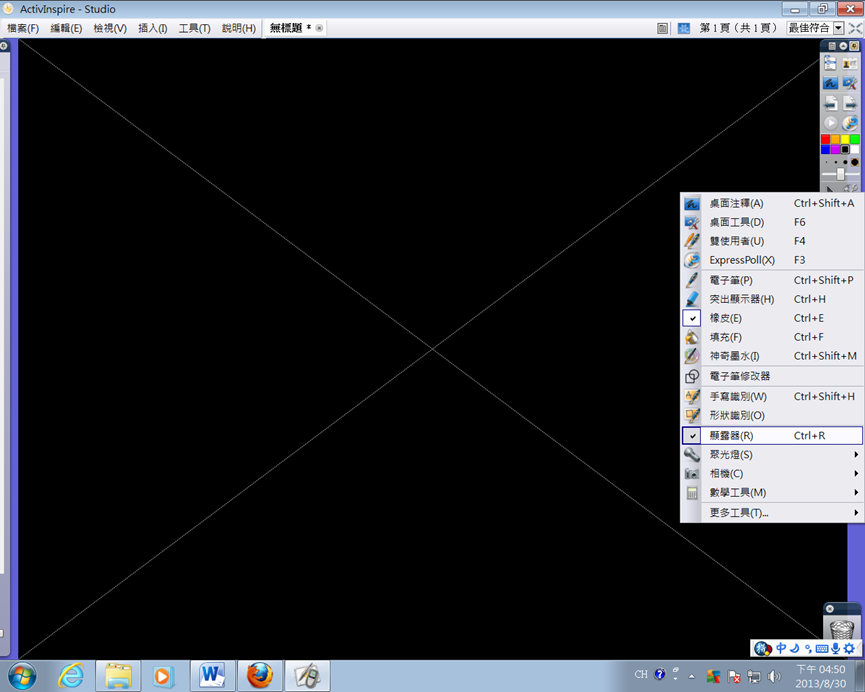 ActivInspire - Studio
檔案(F) 編輯(E) 檢視(V) 插入(I) 工具(T) 說明(H) 無標題 * 第 1 頁 ( 共 1 頁 ) 最佳符合
桌面注釋(A) Ctrl+Shift+A
桌面工具(D) F6
雙使用者(U) F4
ExpressPoll(X) F3
電子筆(P) Ctrl+Shift+P
突出顯示器(H) Ctrl+H
橡皮(E) Ctrl+E
填充(F) Ctrl+F
神奇墨水(I) Ctrl+Shift+M
電子筆修改器
手寫識別(W) Ctrl+Shift+H
形狀識別(O)
顯露器(R) Ctrl+R
聚光燈(S)
相機(C)
數學工具(M)
更多工具(T)...
中
CH
下午 04:50
2013/8/30